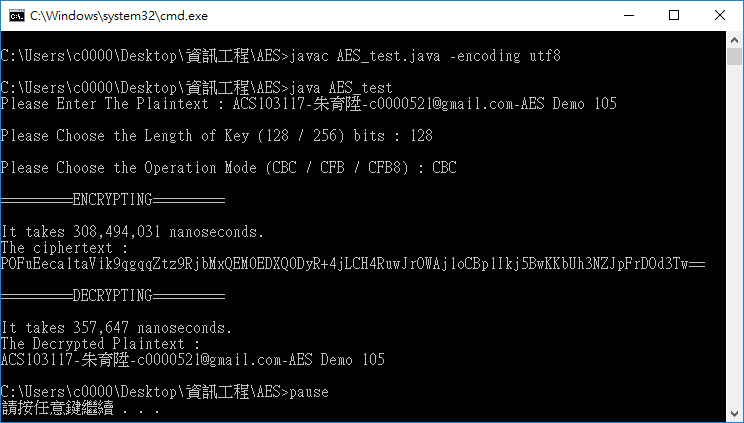 C:\Windows\system32\cmd.exe
C:\Users\c0000\Desktop\資訊工程\AES>javac AES_test.java -encoding utf8
C:\Users\c0000\Desktop\資訊工程\AES>java AES_test
Please Enter The Plaintext : ACS103117-朱育陞-c0000521@gmail.com-AES Demo 105
Please Choose the Length of Key (128 / 256) bits : 128
Please Choose the Operation Mode (CBC / CFB / CFB8) : CBC
=========ENCRYPTING=========
It takes 308,494,031 nanoseconds.
The ciphertext :
POFuEeca1taVik9qgqqZtz9RjbMxQEM0EDXQODyR+4jLCH4RuwJrOWAj1oCBp1Ikj5BwKKbUh3NZJpFrDOd3Tw==
=========DECRYPTING=========
It takes 357,647 nanoseconds.
The Decrypted Plaintext :
ACS103117-朱育陞-c0000521@gmail.com-AES Demo 105
C:\Users\c0000\Desktop\資訊工程\AES>pause
請按任意鍵繼續 . . .